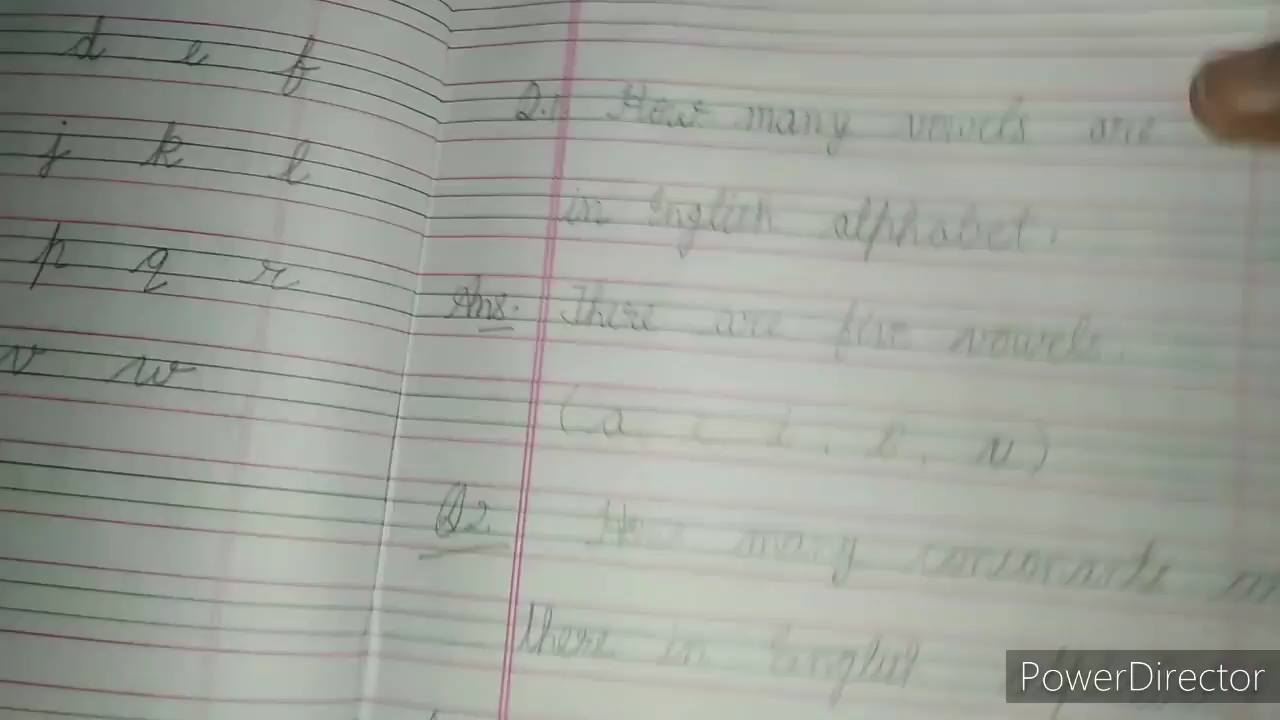 d e f
j k l
p q r
v w
Q.1 How many vowels are
in English alphabet.
Ans. There are five vowels.
(a
u)
Q2. How many consonants
there in English
PowerDirector